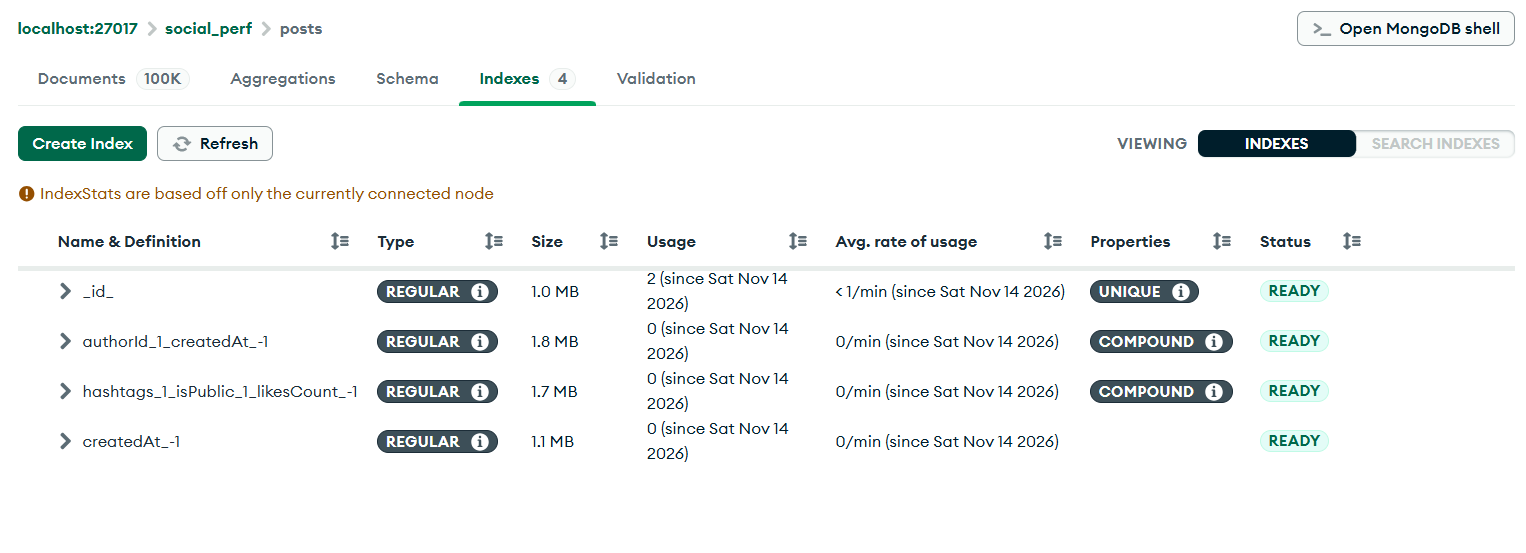 localhost:27017 social_perf posts
>_ Open MongoDB shell
Documents 100K Aggregations Schema Indexes 4 Validation
Create Index Refresh VIEWING INDEXES SEARCH INDEXES
IndexStats are based off only the currently connected node
Name & Definition Type Size Usage Avg. rate of usage Properties Status
_id_ REGULAR 1.0 MB 2 (since Sat Nov 14 2026) < 1/min (since Sat Nov 14 2026) UNIQUE READY
authorId_1_createdAt_-1 REGULAR 1.8 MB 0 (since Sat Nov 14 2026) 0/min (since Sat Nov 14 2026) COMPOUND READY
hashtags_1_isPublic_1_likesCount_-1 REGULAR 1.7 MB 0 (since Sat Nov 14 2026) 0/min (since Sat Nov 14 2026) COMPOUND READY
createdAt_-1 REGULAR 1.1 MB 0 (since Sat Nov 14 2026) 0/min (since Sat Nov 14 2026) READY